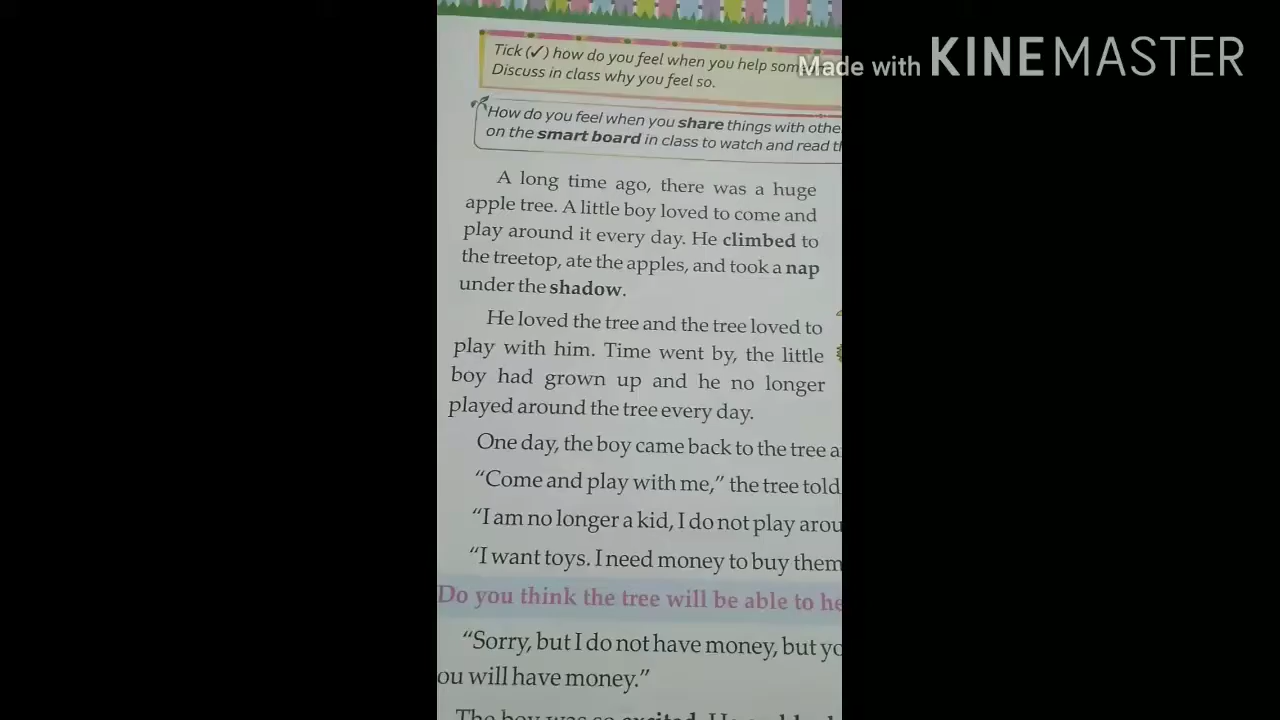 Made with KINEMASTER
Tick (✓) how do you feel when you help
Discuss in class why you feel so.
How do you feel when you share things with
on the smart board in class to watch and read
A long time ago, there was a huge
apple tree. A little boy loved to come and
play around it every day. He climbed to
the treetop, ate the apples, and took a nap
under the shadow.
He loved the tree and the tree loved to
play with him. Time went by, the little
boy had grown up and he no longer
played around the tree every day.
One day, the boy came back to the tree
“Come and play with me,” the tree told
“I am no longer a kid, I do not play
“I want toys. I need money to buy them
Do you think the tree will be able to
“Sorry, but I do not have money, but
ou will have money.”
The boy was so excited. He